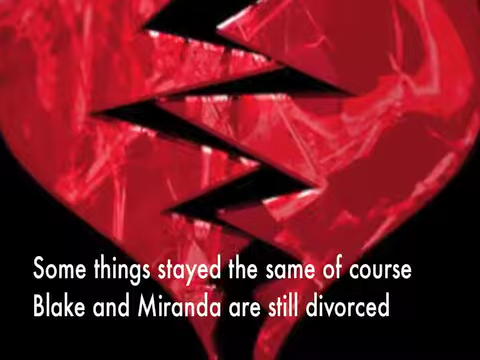 Some things stayed the same of course
Blake and Miranda are still divorced